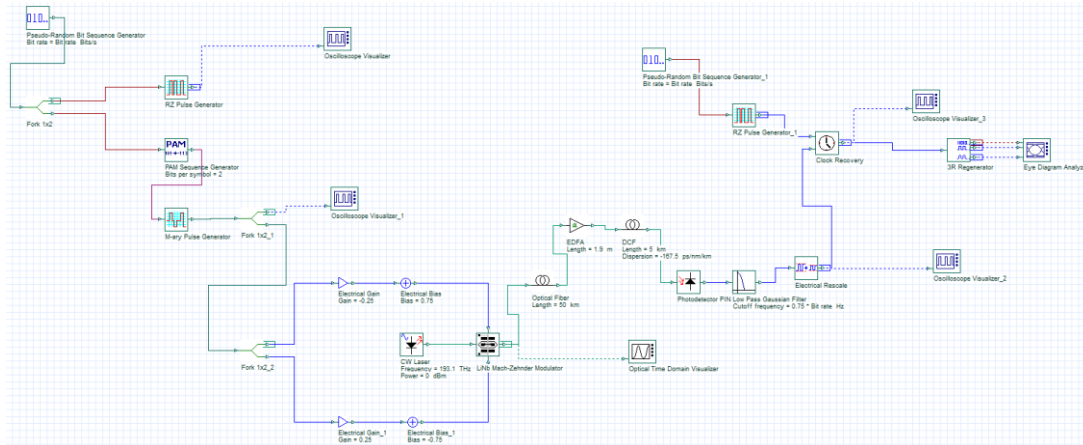 010..
Pseudo-Random Bit Sequence Generator
Bit rate = Bit rate Bits/s
Oscilloscope Visualizer
RZ Pulse Generator
Fork 1x2
PAM
PAM Sequence Generator
Bits per symbol = 2
Oscilloscope Visualizer_1
M-ary Pulse Generator
Fork 1x2_1
Electrical Gain
Gain = -0.25
Electrical Bias
Bias = 0.75
Fork 1x2_2
CW Laser
Frequency = 193.1 THz
Power = 0 dBm
LiNb Mach-Zehnder Modulator
Electrical Gain_1
Gain = 0.25
Electrical Bias_1
Bias = -0.75
Optical Fiber
Length = 50 km
EDFA
Length = 1.9 m
DCF
Length = 5 km
Dispersion = -167.5 ps/nm/km
Optical Time Domain Visualizer
Photodetector PIN
Low Pass Gaussian Filter
Cutoff frequency = 0.75 * Bit rate Hz
Electrical Rescale
Oscilloscope Visualizer_2
010..
Pseudo-Random Bit Sequence Generator_1
Bit rate = Bit rate Bits/s
RZ Pulse Generator_1
Clock Recovery
Oscilloscope Visualizer_3
3R Regenerator
Eye Diagram Analyz